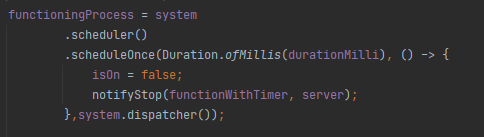 functioningProcess = system
.scheduler()
.scheduleOnce(Duration.ofMillis(durationMilli), () -> {
isOn = false;
notifyStop(functionWithTimer, server);
},system.dispatcher());